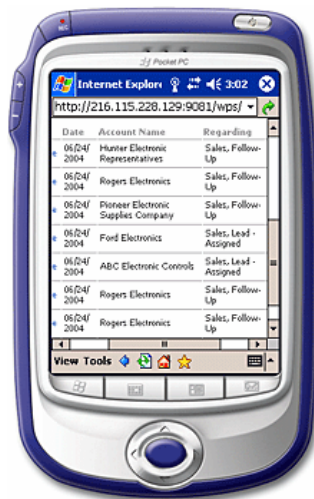 REC
Pocket PC
Internet Explore 3:02
http://216.115.228.129:9081/wps/
Date Account Name Regarding
06/24/ Hunter Electronic Sales, Follow-
2004 Representatives Up
06/24/ Rogers Electronics Sales, Follow-
2004 Up
06/24/ Pioneer Electronic Sales, Follow-
2004 Supplies Company Up
06/24/ Ford Electronics Sales, Lead -
2004 Assigned
06/24/ ABC Electronic Controls Sales, Lead -
2004 Assigned
06/24/ Rogers Electronics Sales, Follow-
2004 Up
06/24/ Rogers Electronics Sales, Follow-
2004 Up
View Tools